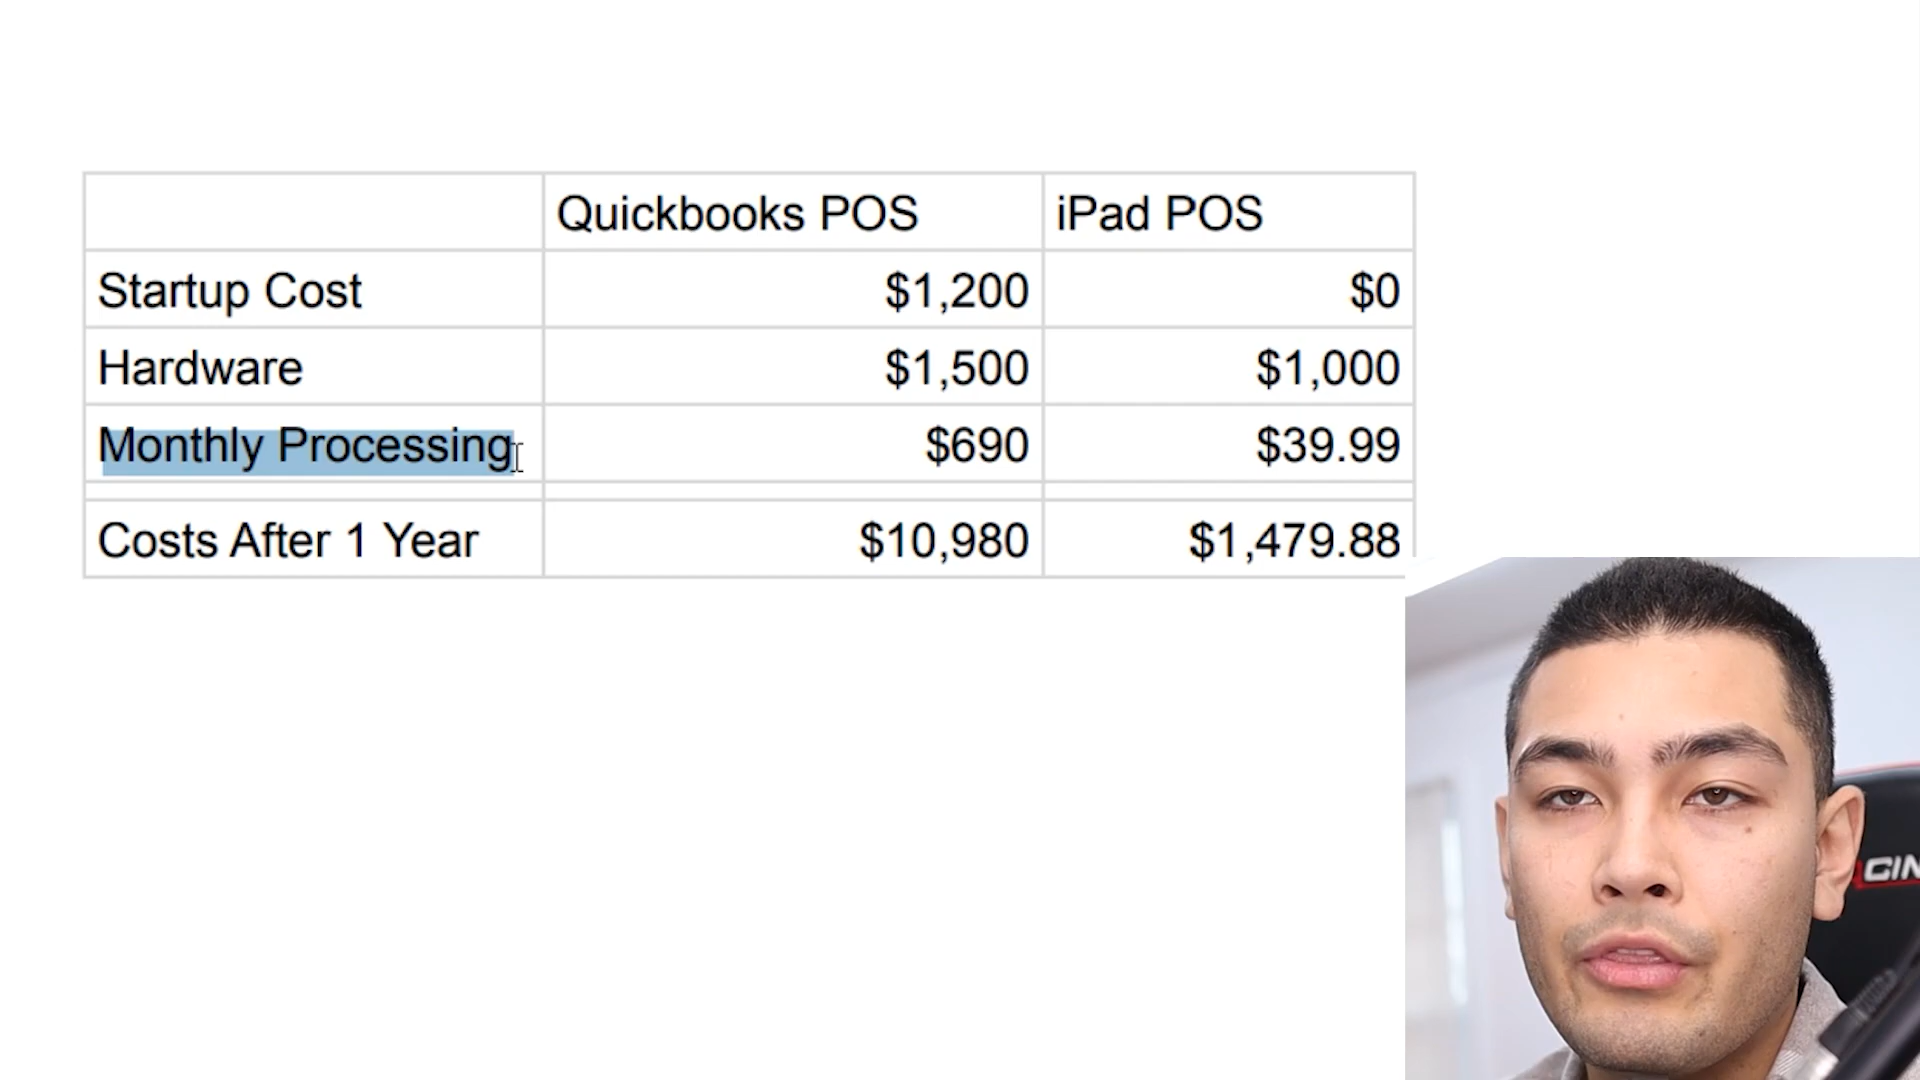 Quickbooks POS iPad POS
Startup Cost $1,200 $0
Hardware $1,500 $1,000
Monthly Processing $690 $39.99
Costs After 1 Year $10,980 $1,479.88
CIN